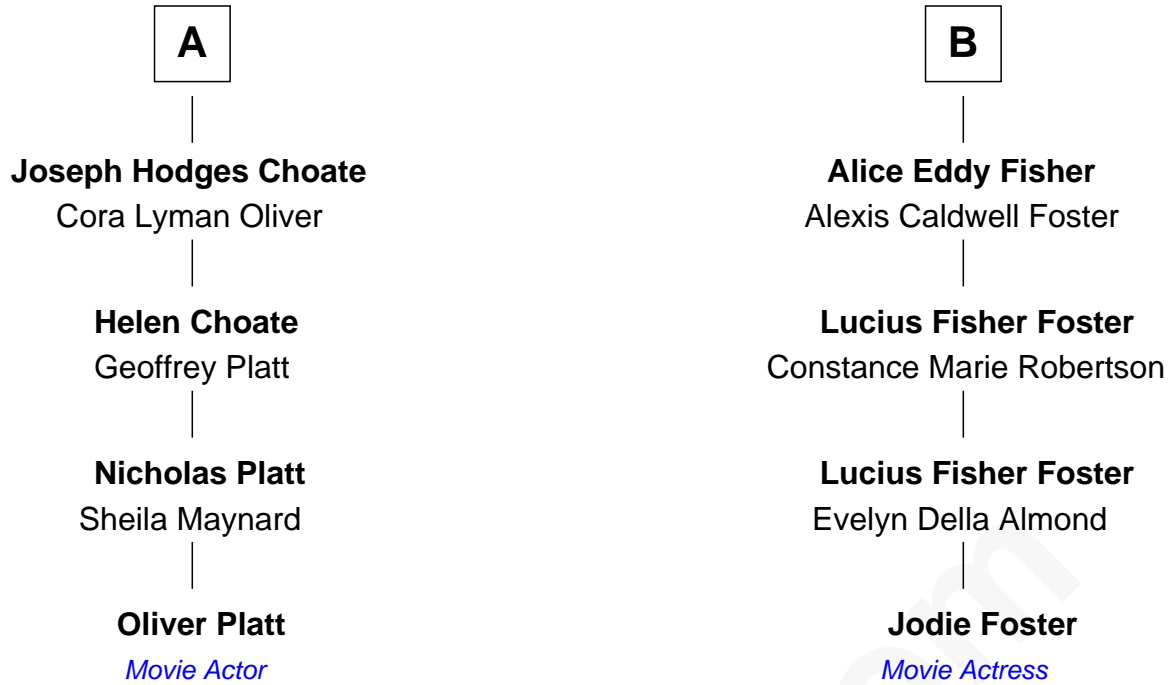 A
Joseph Hodges Choate
Cora Lyman Oliver
Helen Choate
Geoffrey Platt
Nicholas Platt
Sheila Maynard
Oliver Platt
Movie Actor
B
Alice Eddy Fisher
Alexis Caldwell Foster
Lucius Fisher Foster
Constance Marie Robertson
Lucius Fisher Foster
Evelyn Della Almond
Jodie Foster
Movie Actress
om